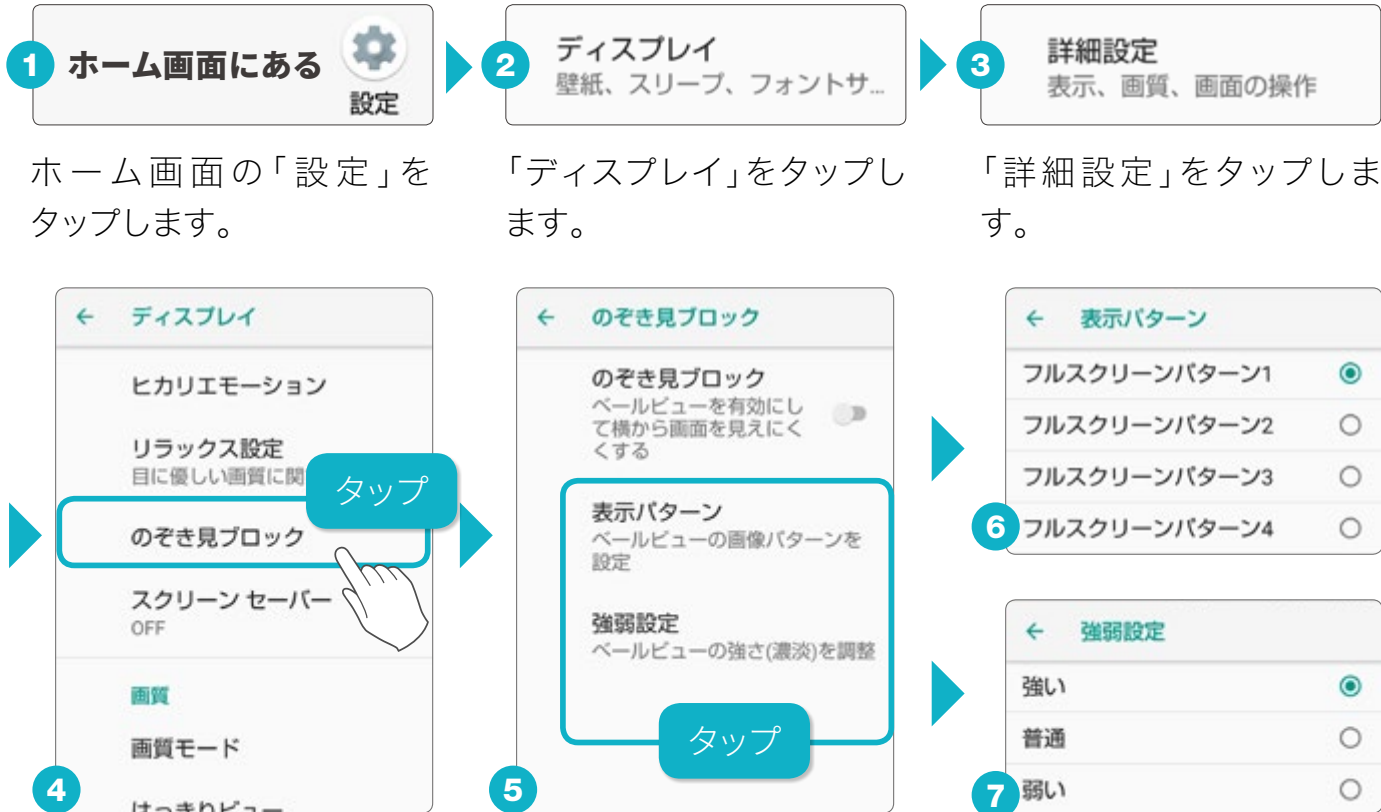 1 ホーム画面にある
設定
2 ディスプレイ
壁紙、スリープ、フォントサ...
3 詳細設定
表示、画質、画面の操作
ホーム画面の「設定」を
タップします。
「ディスプレイ」をタップし
ます。
「詳細設定」をタップしま
す。
← ディスプレイ
ヒカリエモーション
リラックス設定
目に優しい画質に関
タップ
のぞき見ブロック
スクリーン セーバー
OFF
画質
画質モード
4
はっきりビュー
← のぞき見ブロック
のぞき見ブロック
ベールビューを有効にし
て横から画面を見えにく
くする
表示パターン
ベールビューの画像パターンを
設定
強弱設定
ベールビューの強さ(濃淡)を調整
タップ
5
← 表示パターン
フルスクリーンパターン1
フルスクリーンパターン2
フルスクリーンパターン3
6 フルスクリーンパターン4
← 強弱設定
強い
普通
7 弱い